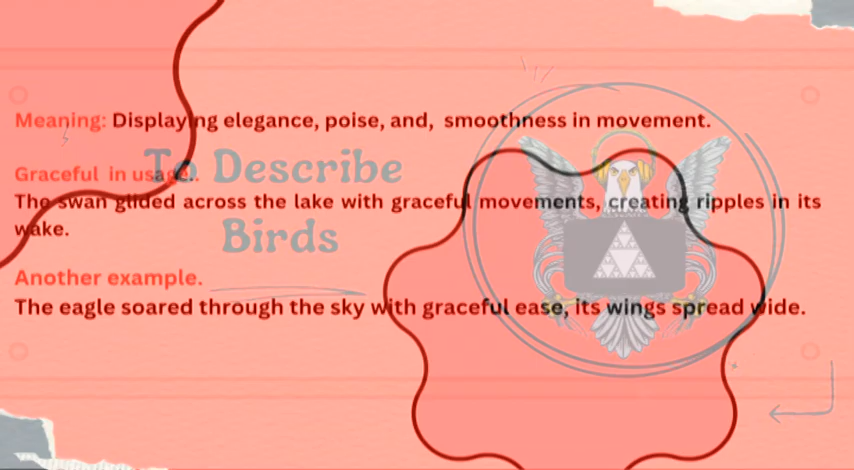 Meaning: Displaying elegance, poise, and, smoothness in movement.
To Describe
Graceful in usage..
The swan glided across the lake with graceful movements, creating ripples in its
wake.
Birds
Another example.
The eagle soared through the sky with graceful ease, its wings spread wide.